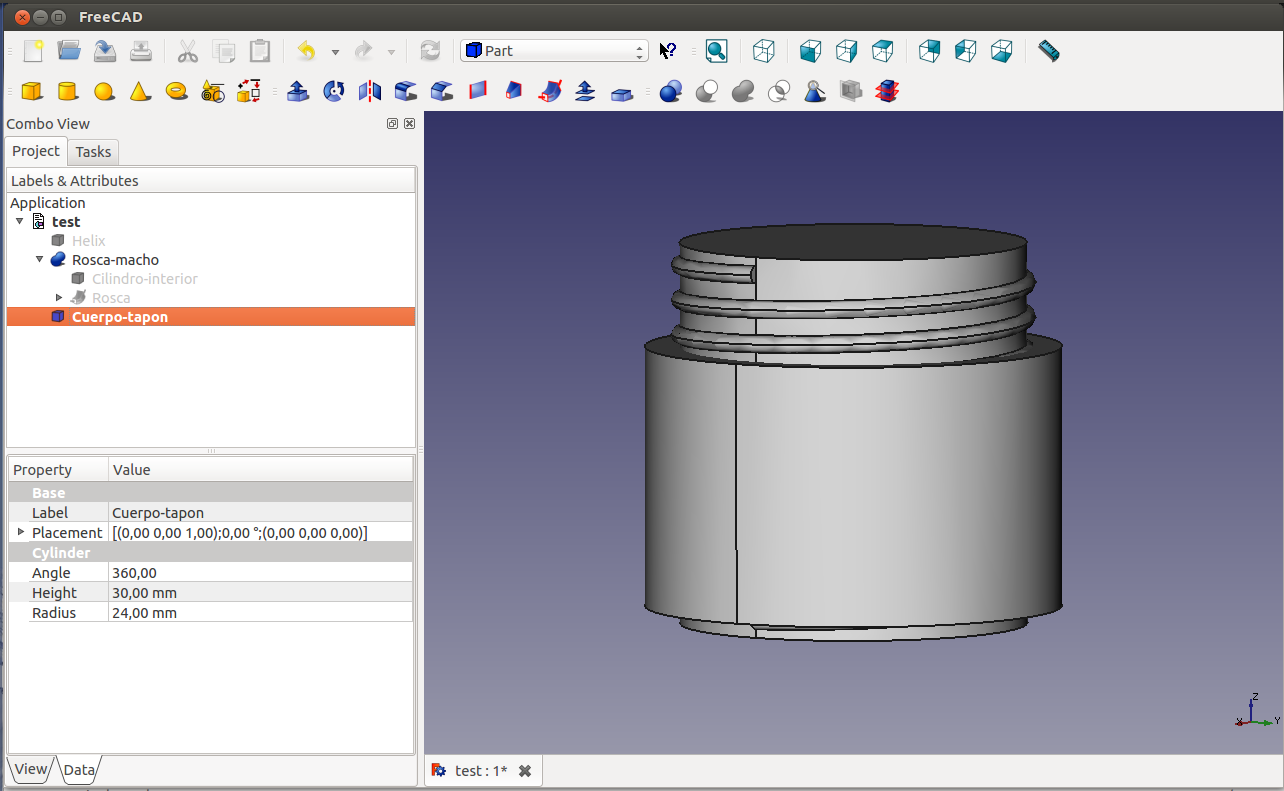 FreeCAD
Part
Combo View
Project Tasks
Labels & Attributes
Application
test
Helix
Rosca-macho
Cilindro-interior
Rosca
Cuerpo-tapon
Property Value
Base
Label Cuerpo-tapon
Placement [(0,00 0,00 1,00);0,00 °;(0,00 0,00 0,00)]
Cylinder
Angle 360,00
Height 30,00 mm
Radius 24,00 mm
Z
X Y
View Data
test : 1*